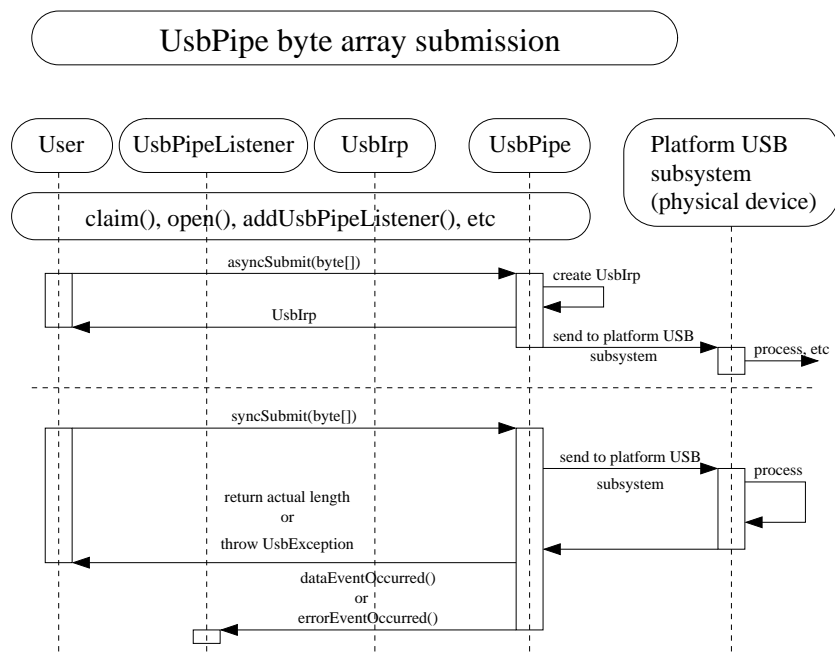 UsbPipe byte array submission
User
UsbPipeListener
UsbIrp
UsbPipe
Platform USB
subsystem
(physical device)
claim(), open(), addUsbPipeListener(), etc
asyncSubmit(byte[])
create UsbIrp
UsbIrp
send to platform USB
subsystem
process, etc
syncSubmit(byte[])
send to platform USB
subsystem
process
return actual length
or
throw UsbException
dataEventOccurred()
or
errorEventOccurred()